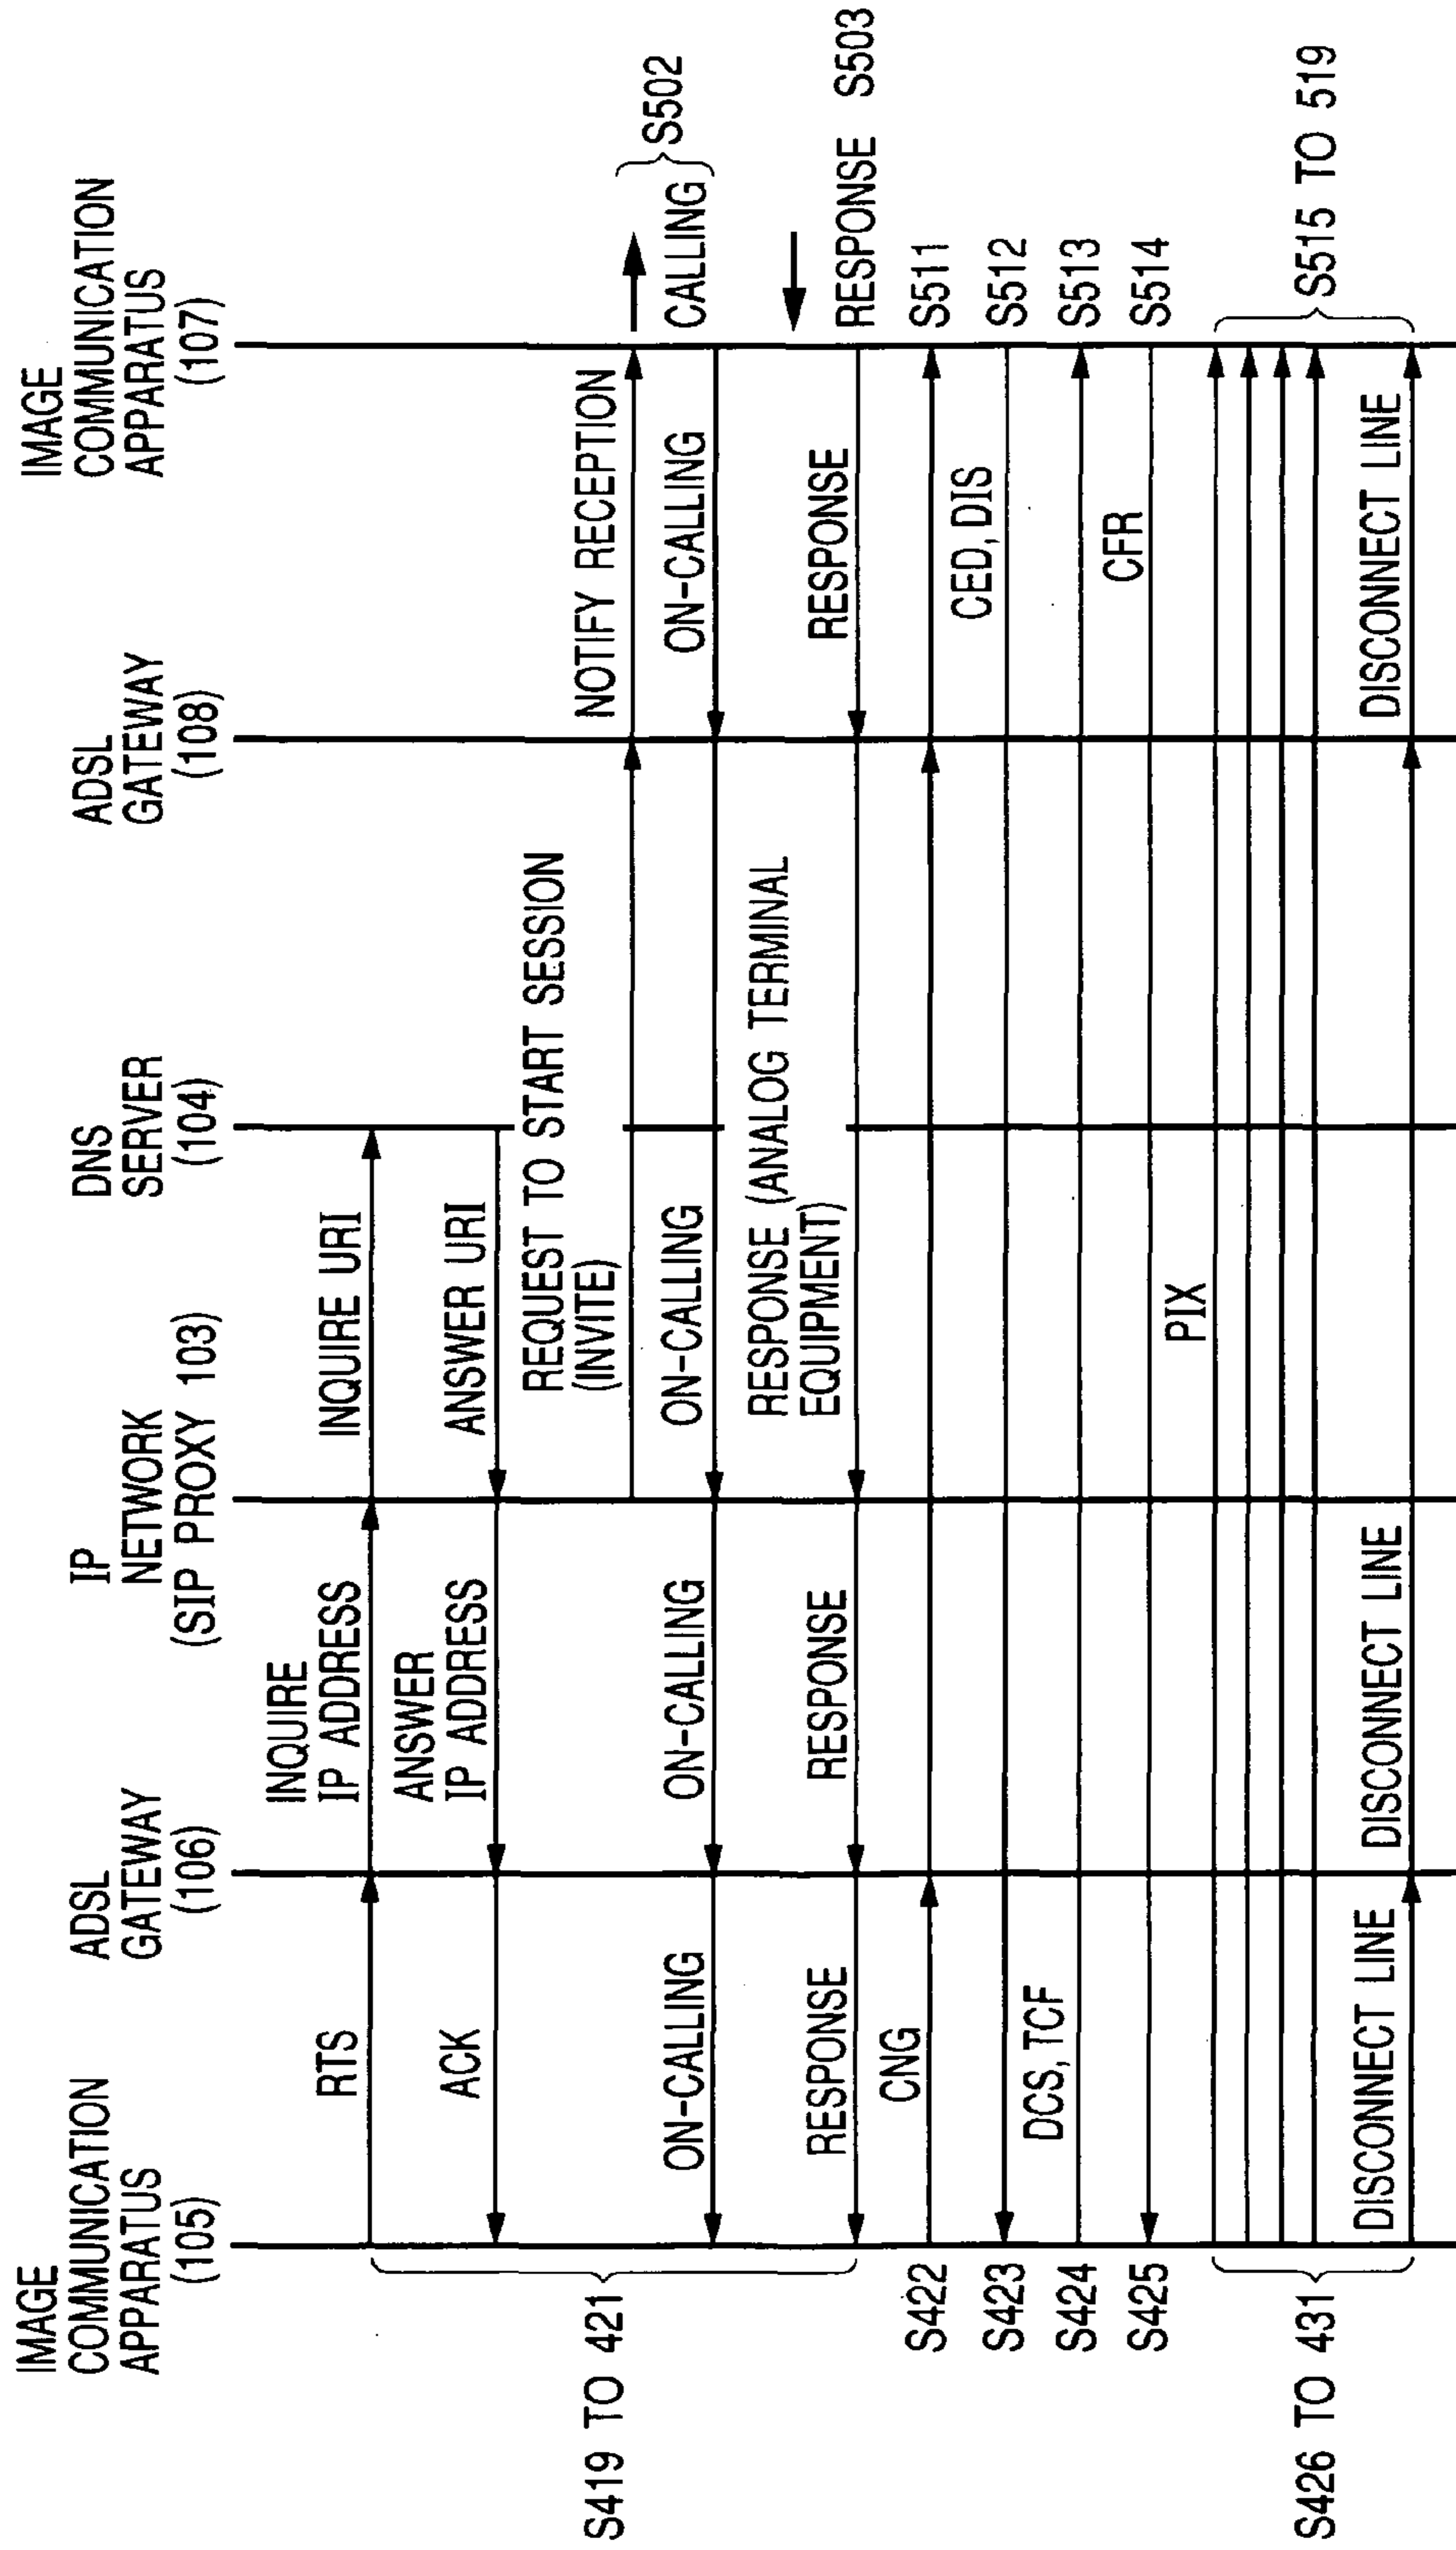 IMAGE
COMMUNICATION
APPARATUS
(105)
ADSL
GATEWAY
(106)
IP
NETWORK
(SIP PROXY 103)
DNS
SERVER
(104)
ADSL
GATEWAY
(108)
IMAGE
COMMUNICATION
APPARATUS
(107)
RTS
INQUIRE
IP ADDRESS
INQUIRE URI
ACK
ANSWER
IP ADDRESS
ANSWER URI
S419 TO 421
REQUEST TO START SESSION
(INVITE)
NOTIFY RECEPTION
ON-CALLING
ON-CALLING
ON-CALLING
ON-CALLING
CALLING
S502
RESPONSE
RESPONSE
RESPONSE (ANALOG TERMINAL
EQUIPMENT)
RESPONSE
RESPONSE S503
S422
CNG
S511
S423
CED, DIS
S512
S424
DCS, TCF
S513
S425
CFR
S514
PIX
S426 TO 431
S515 TO 519
DISCONNECT LINE
DISCONNECT LINE
DISCONNECT LINE